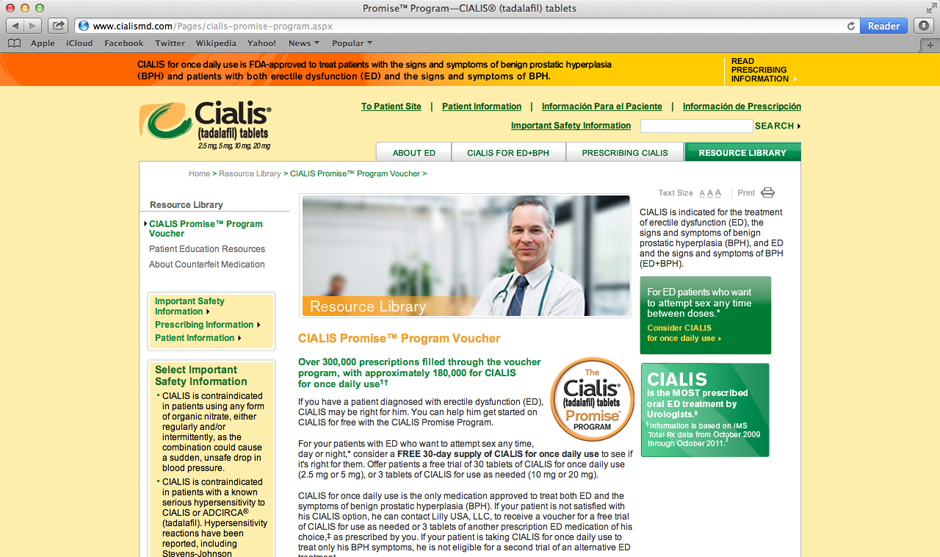 Promise™ Program—CIALIS® (tadalafil) tablets
www.cialismd.com/Pages/cialis-promise-program.aspx
Reader
Apple iCloud Facebook Twitter Wikipedia Yahoo! News Popular
CIALIS for once daily use is FDA-approved to treat patients with the signs and symptoms of benign prostatic hyperplasia
(BPH) and patients with both erectile dysfunction (ED) and the signs and symptoms of BPH.
READ
PRESCRIBING
INFORMATION
Cialis®
(tadalafil) tablets
2.5 mg, 5 mg, 10 mg, 20 mg
To Patient Site | Patient Information | Información Para el Paciente | Información de Prescripción
Important Safety Information
SEARCH
ABOUT ED
CIALIS FOR ED+BPH
PRESCRIBING CIALIS
RESOURCE LIBRARY
Home > Resource Library > CIALIS Promise™ Program Voucher >
Text Size A A A | Print
Resource Library
CIALIS Promise™ Program
Voucher
Patient Education Resources
About Counterfeit Medication
Important Safety
Information
Prescribing Information
Patient Information
Select Important
Safety Information
• CIALIS is contraindicated
in patients using any form
of organic nitrate, either
regularly and/or
intermittently, as the
combination could cause
a sudden, unsafe drop in
blood pressure.
• CIALIS is contraindicated
in patients with a known
serious hypersensitivity to
CIALIS or ADCIRCA®
(tadalafil). Hypersensitivity
reactions have been
reported, including
Stevens-Johnson
Resource Library
CIALIS Promise™ Program Voucher
Over 300,000 prescriptions filled through the voucher
program, with approximately 180,000 for CIALIS
for once daily use¹†
The
Cialis®
(tadalafil) tablets
Promise™
PROGRAM
If you have a patient diagnosed with erectile dysfunction (ED),
CIALIS may be right for him. You can help him get started on
CIALIS for free with the CIALIS Promise Program.
For your patients with ED who want to attempt sex any time,
day or night,* consider a FREE 30-day supply of CIALIS for once daily use to see if
it's right for them. Offer patients a free trial of 30 tablets of CIALIS for once daily use
(2.5 mg or 5 mg), or 3 tablets of CIALIS for use as needed (10 mg or 20 mg).
CIALIS for once daily use is the only medication approved to treat both ED and the
symptoms of benign prostatic hyperplasia (BPH). If your patient is not satisfied with
his CIALIS option, he can contact Lilly USA, LLC, to receive a voucher for a free trial
of CIALIS for use as needed or 3 tablets of another prescription ED medication of his
choice,‡ as prescribed by you. If your patient is taking CIALIS for once daily use to
treat only his BPH symptoms, he is not eligible for a second trial of an alternative ED
CIALIS is indicated for the treatment
of erectile dysfunction (ED), the
signs and symptoms of benign
prostatic hyperplasia (BPH), and ED
and the signs and symptoms of BPH
(ED+BPH).
For ED patients who want
to attempt sex any time
between doses.*
Consider CIALIS
for once daily use
CIALIS
is the MOST prescribed
oral ED treatment by
Urologists.§
§Information is based on IMS
Total Rx data from October 2009
through October 2011.